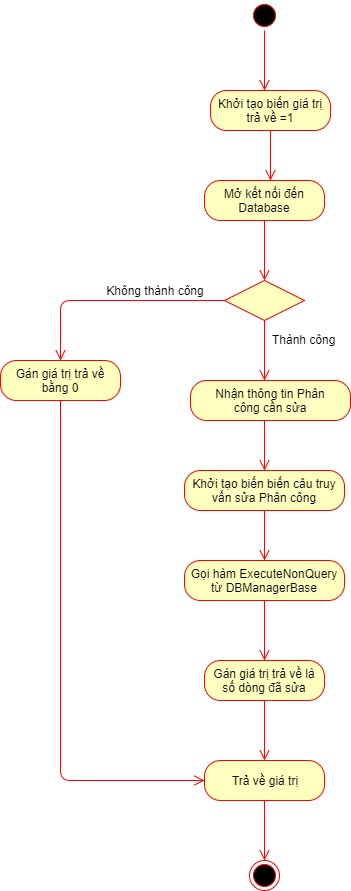 Khởi tạo biến giá trị
trả về =1
Mở kết nối đến
Database
Không thành công
Thành công
Gán giá trị trả về
bằng 0
Nhận thông tin Phân
công cần sửa
Khởi tạo biến biến câu truy
vấn sửa Phân công
Gọi hàm ExecuteNonQuery
từ DBManagerBase
Gán giá trị trả về là
số dòng đã sửa
Trả về giá trị